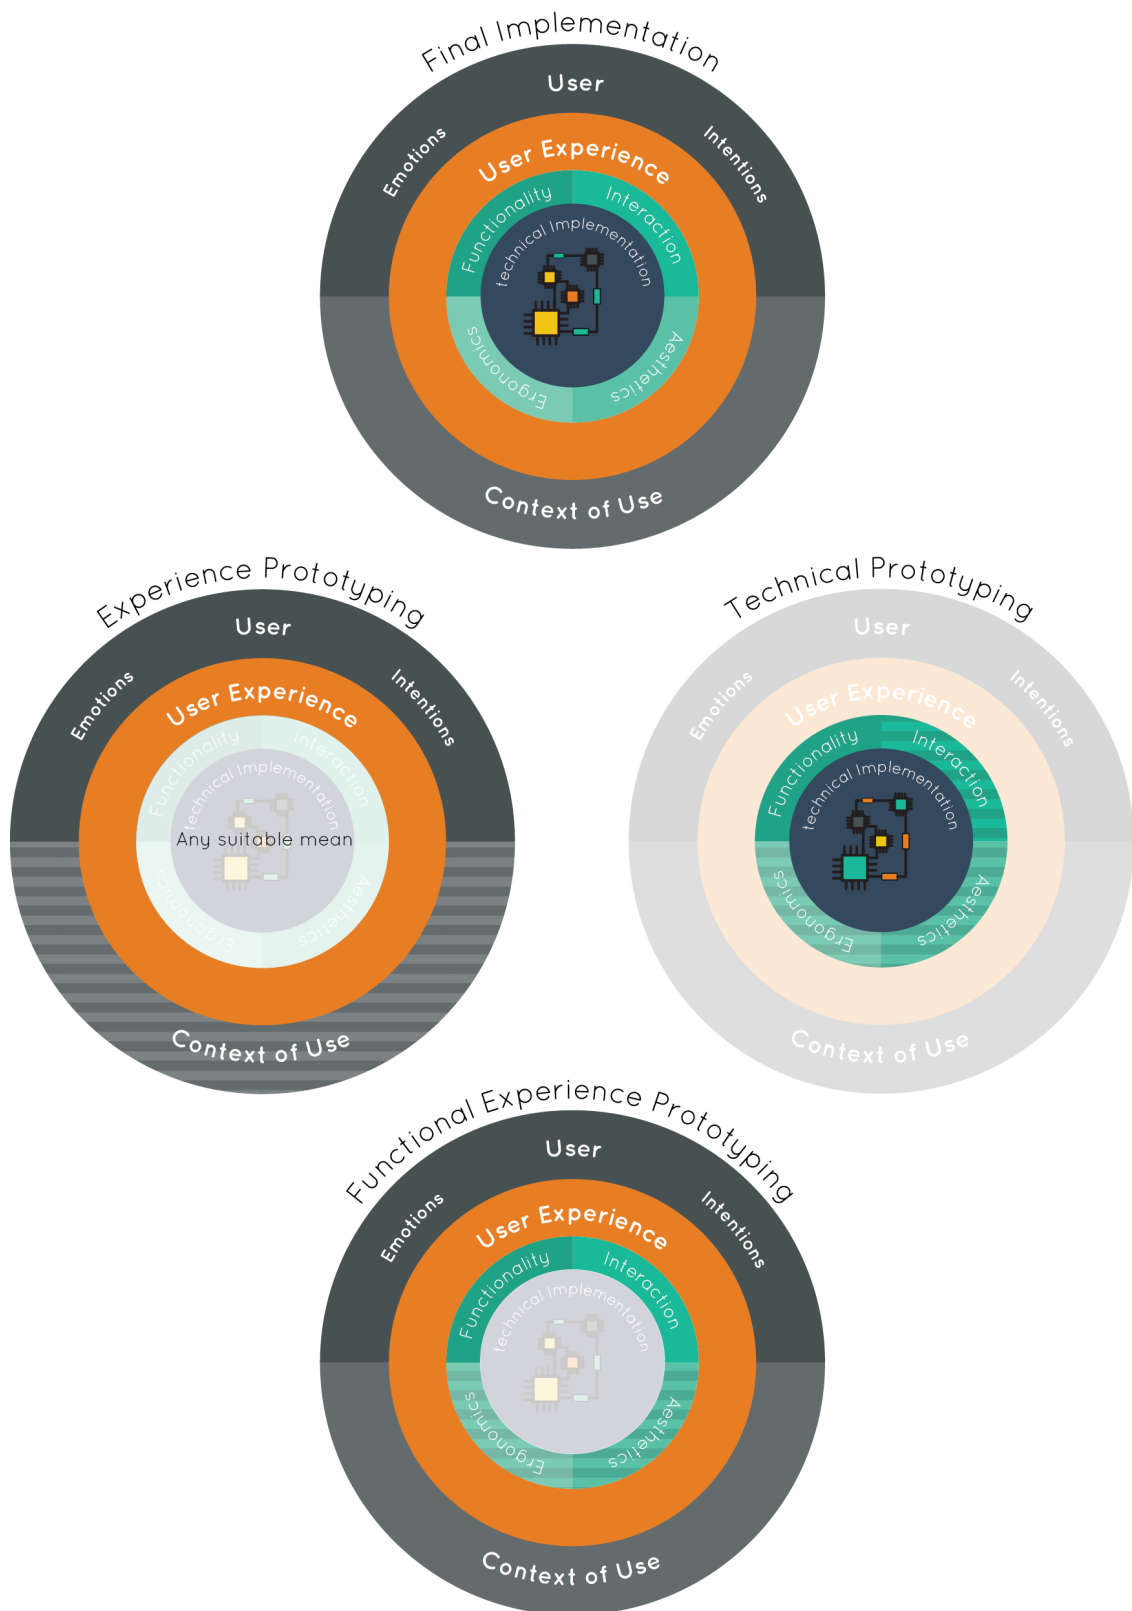 Final Implementation
User
Emotions
Intentions
User Experience
Functionality
Interaction
technical Implementation
Ergonomics
Aesthetics
Context of Use
Experience Prototyping
User
Emotions
Intentions
User Experience
Functionality
Interaction
technical Implementation
Any suitable mean
Ergonomics
Aesthetics
Context of Use
Technical Prototyping
User
Emotions
Intentions
User Experience
Functionality
Interaction
technical Implementation
Ergonomics
Aesthetics
Context of Use
Functional Experience Prototyping
User
Emotions
Intentions
User Experience
Functionality
Interaction
technical Implementation
Ergonomics
Aesthetics
Context of Use